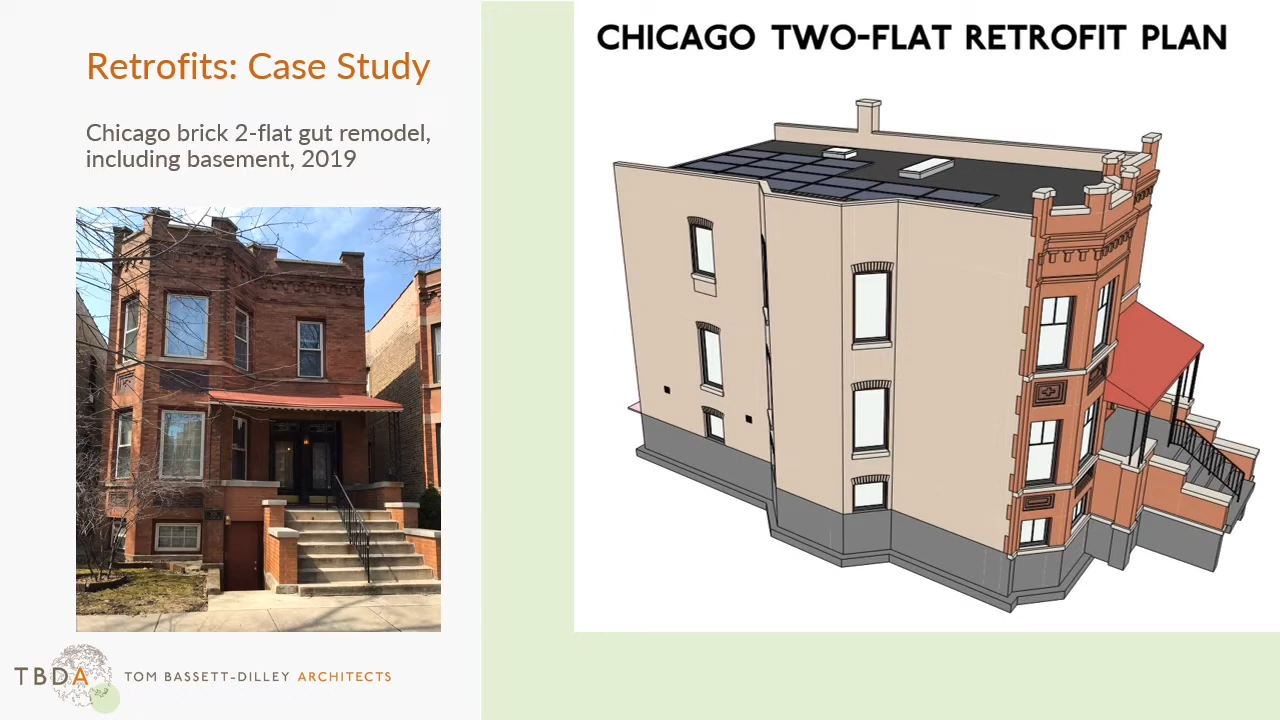 Retrofits: Case Study
Chicago brick 2-flat gut remodel,
including basement, 2019
CHICAGO TWO-FLAT RETROFIT PLAN
TBDA
TOM BASSETT-DILLEY ARCHITECTS